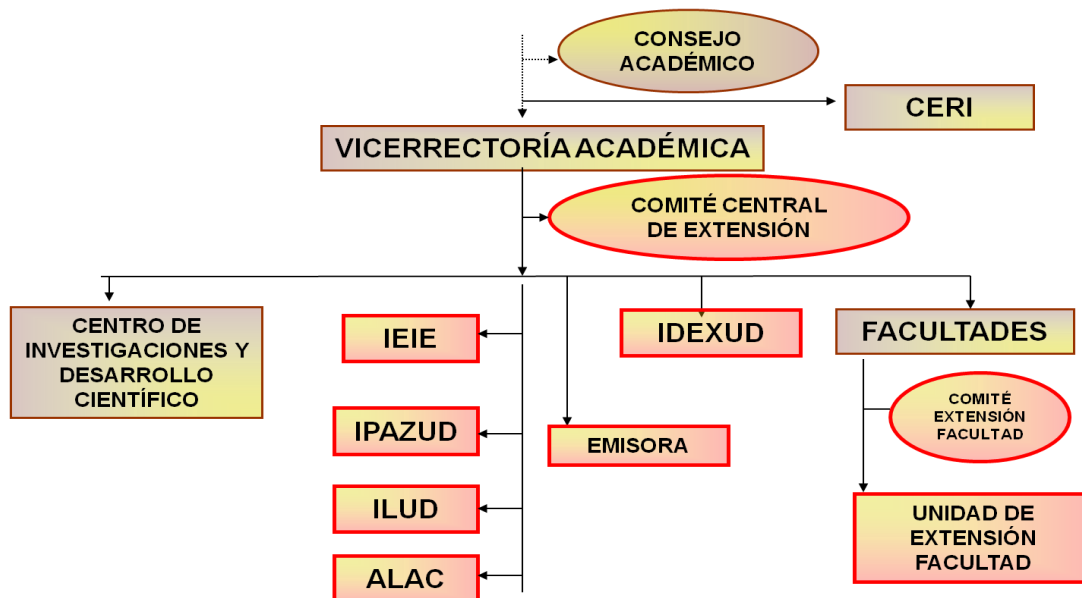 CONSEJO
ACADÉMICO
CERI
VICERRECTORÍA ACADÉMICA
COMITÉ CENTRAL
DE EXTENSIÓN
CENTRO DE
INVESTIGACIONES Y
DESARROLLO
CIENTÍFICO
IEIE
IDEXUD
FACULTADES
IPAZUD
EMISORA
COMITÉ
EXTENSIÓN
FACULTAD
ILUD
UNIDAD DE
EXTENSIÓN
FACULTAD
ALAC